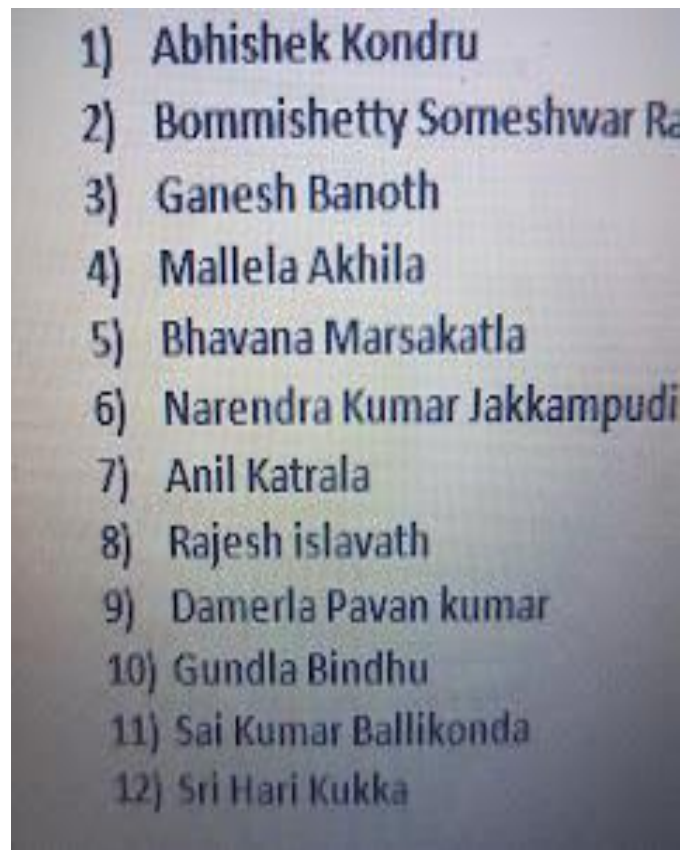 1) Abhishek Kondru
2) Bommishetty Someshwar Ra
3) Ganesh Banoth
4) Mallela Akhila
5) Bhavana Marsakatla
6) Narendra Kumar Jakkampudi
7) Anil Katrala
8) Rajesh islavath
9) Damerla Pavan kumar
10) Gundla Bindhu
11) Sai Kumar Ballikonda
12) Sri Hari Kukka